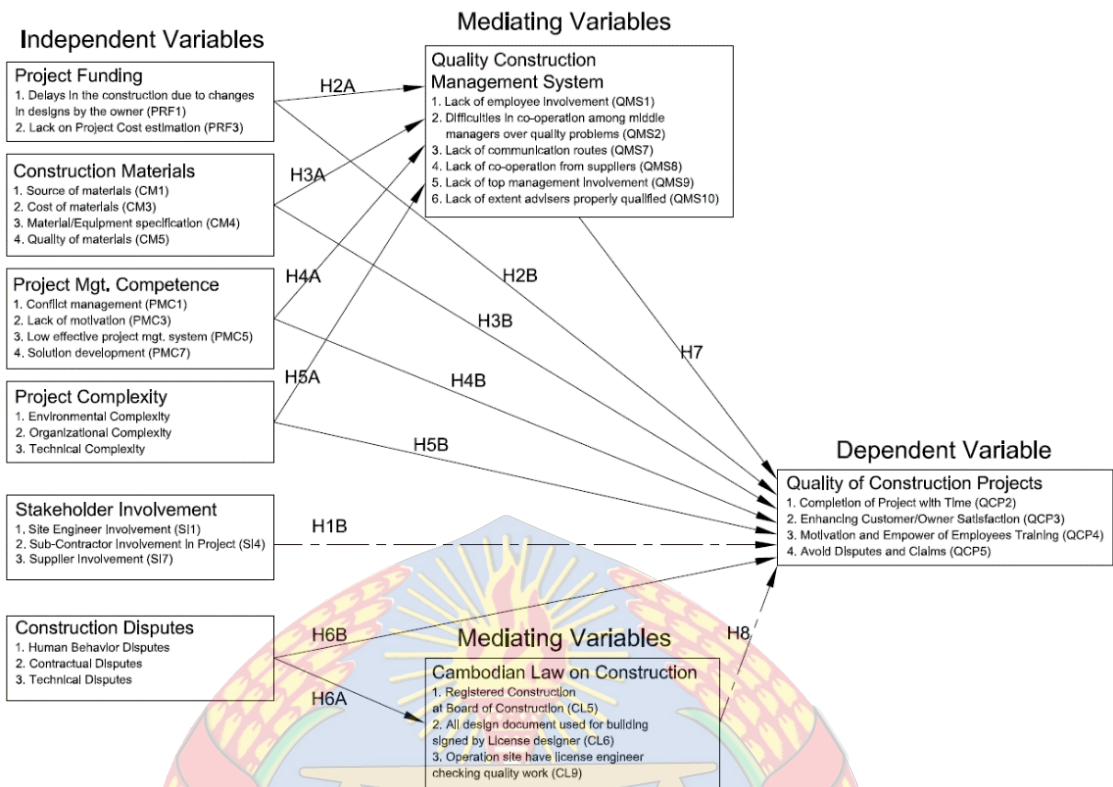 Mediating Variables
Independent Variables
Project Funding
1. Delays in the construction due to changes
in designs by the owner (PRF1)
2. Lack on Project Cost estimation (PRF3)
Construction Materials
1. Source of materials (CM1)
2. Cost of materials (CM3)
3. Material/Equipment specification (CM4)
4. Quality of materials (CM5)
Project Mgt. Competence
1. Conflict management (PMC1)
2. Lack of motivation (PMC3)
3. Low effective project mgt. system (PMC5)
4. Solution development (PMC7)
Project Complexity
1. Environmental Complexity
2. Organizational Complexity
3. Technical Complexity
Stakeholder Involvement
1. Site Engineer Involvement (SI1)
2. Sub-Contractor Involvement in Project (SI4)
3. Supplier Involvement (SI7)
Construction Disputes
1. Human Behavior Disputes
2. Contractual Disputes
3. Technical Disputes
H2A
H3A
H4A
H5A
H2B
H3B
H4B
H5B
H1B
H6B
H6A
H7
H8
Quality Construction
Management System
1. Lack of employee involvement (QMS1)
2. Difficulties in co-operation among middle
managers over quality problems (QMS2)
3. Lack of communication routes (QMS7)
4. Lack of co-operation from suppliers (QMS8)
5. Lack of top management involvement (QMS9)
6. Lack of extent advisers properly qualified (QMS10)
Mediating Variables
Cambodian Law on Construction
1. Registered Construction
at Board of Construction (CL5)
2. All design document used for building
signed by License designer (CL6)
3. Operation site have license engineer
checking quality work (CL9)
Dependent Variable
Quality of Construction Projects
1. Completion of Project with Time (QCP2)
2. Enhancing Customer/Owner Satisfaction (QCP3)
3. Motivation and Empower of Employees Training (QCP4)
4. Avoid Disputes and Claims (QCP5)